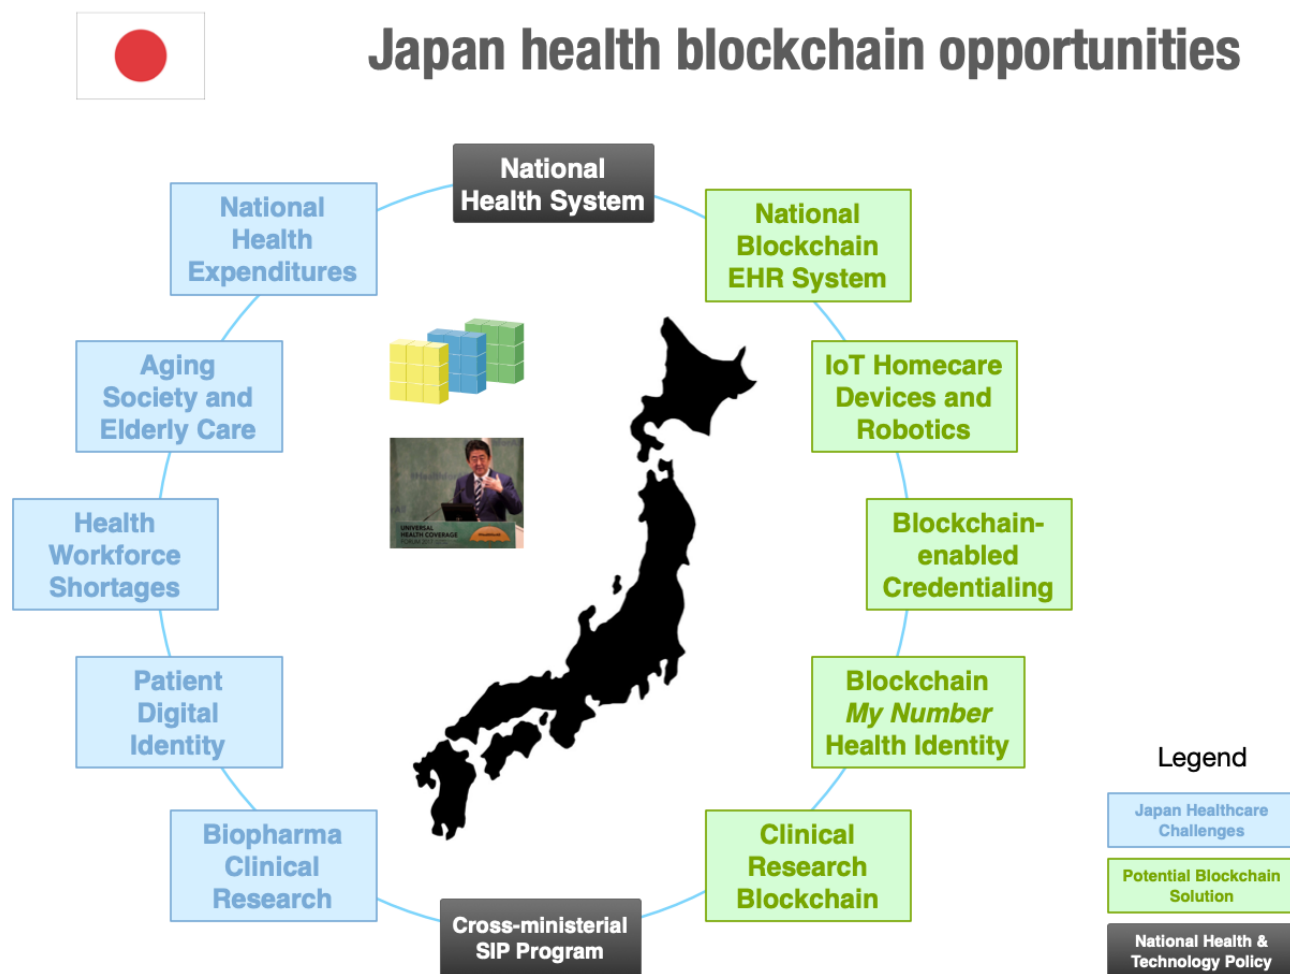 Japan health blockchain opportunities
National
Health System
National
Health
Expenditures
National
Blockchain
EHR System
Aging
Society and
Elderly Care
IoT Homecare
Devices and
Robotics
UNIVERSAL
HEALTH COVERAGE
FORUM 2017
Health
Workforce
Shortages
Blockchain-
enabled
Credentialing
Patient
Digital
Identity
Blockchain
My Number
Health Identity
Biopharma
Clinical
Research
Clinical
Research
Blockchain
Cross-ministerial
SIP Program
Legend
Japan Healthcare
Challenges
Potential Blockchain
Solution
National Health &
Technology Policy